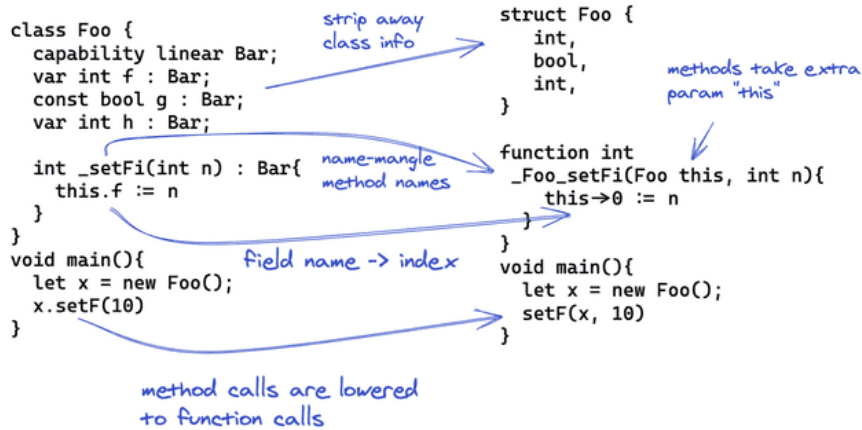 class Foo {
capability linear Bar;
var int f : Bar;
const bool g : Bar;
var int h : Bar;
int _setFi(int n) : Bar{
this.f := n
}
}
void main(){
let x = new Foo();
x.setF(10)
}
strip away
class info
name-mangle
method names
field name -> index
method calls are lowered
to function calls
struct Foo {
int,
bool,
int,
}
methods take extra
param "this"
function int
_Foo_setFi(Foo this, int n){
this→0 := n
}
}
void main(){
let x = new Foo();
setF(x, 10)
}